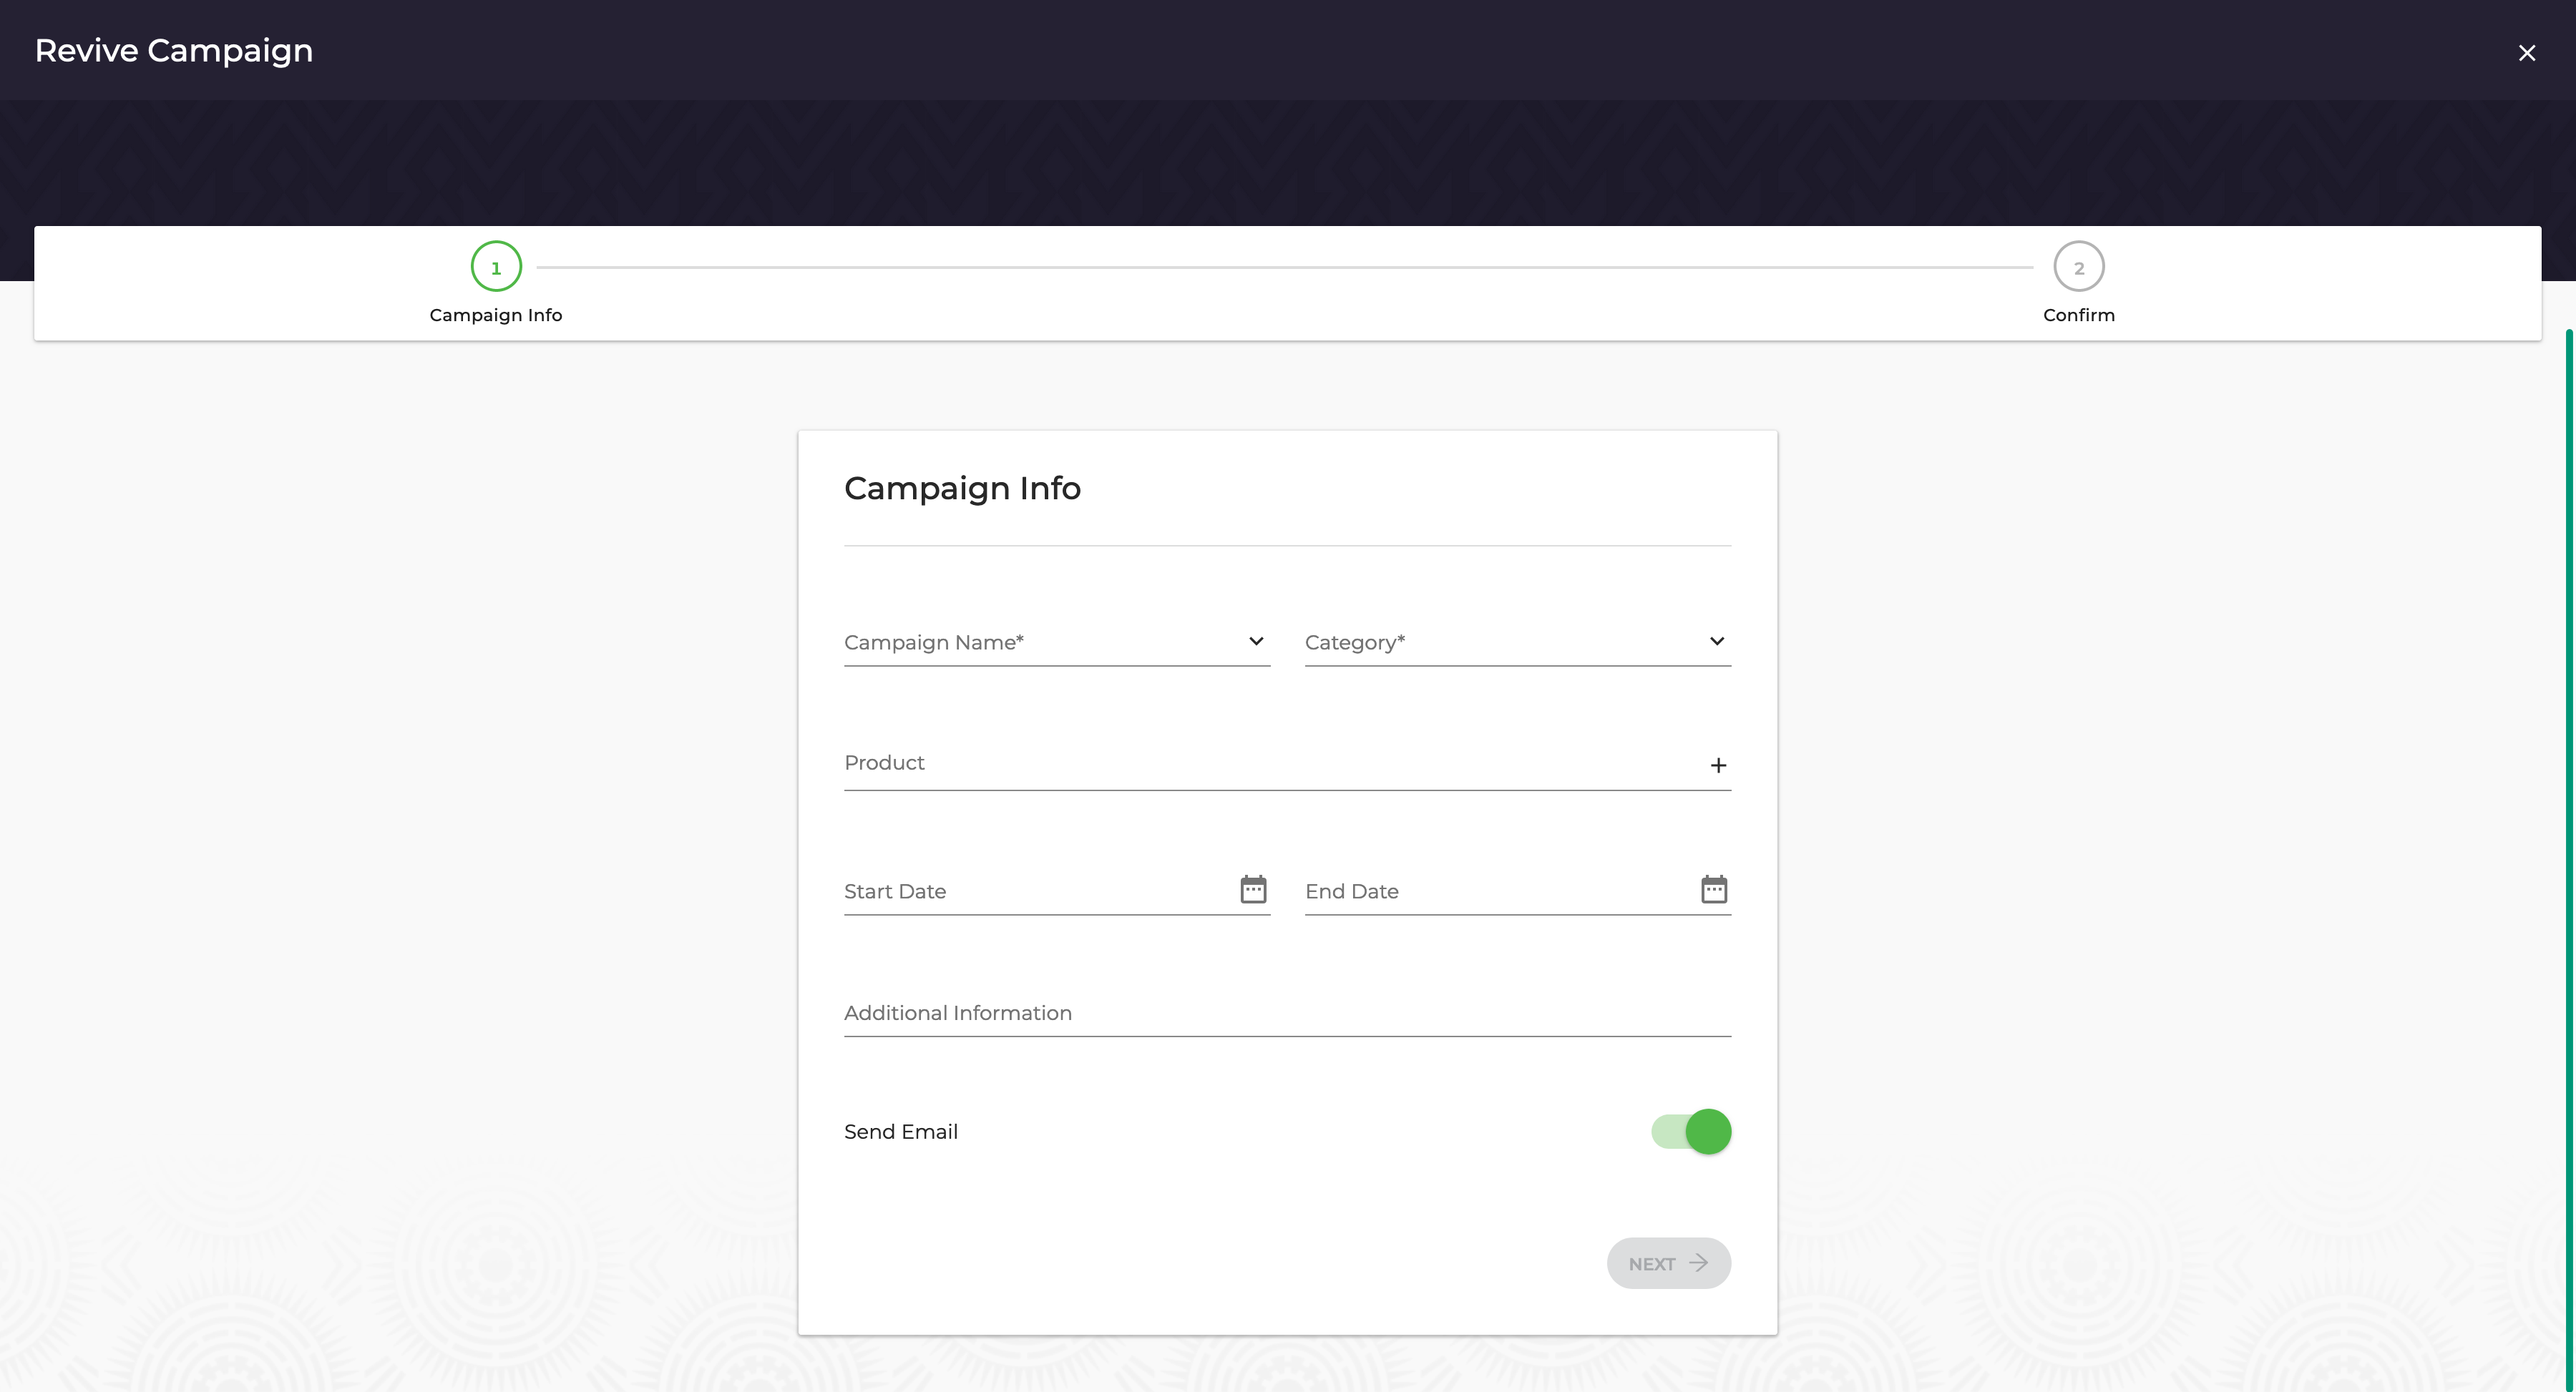 Revive Campaign
1
2
Campaign Info
Confirm
Campaign Info
Campaign Name*
Category*
Product
Start Date
End Date
Additional Information
Send Email
NEXT